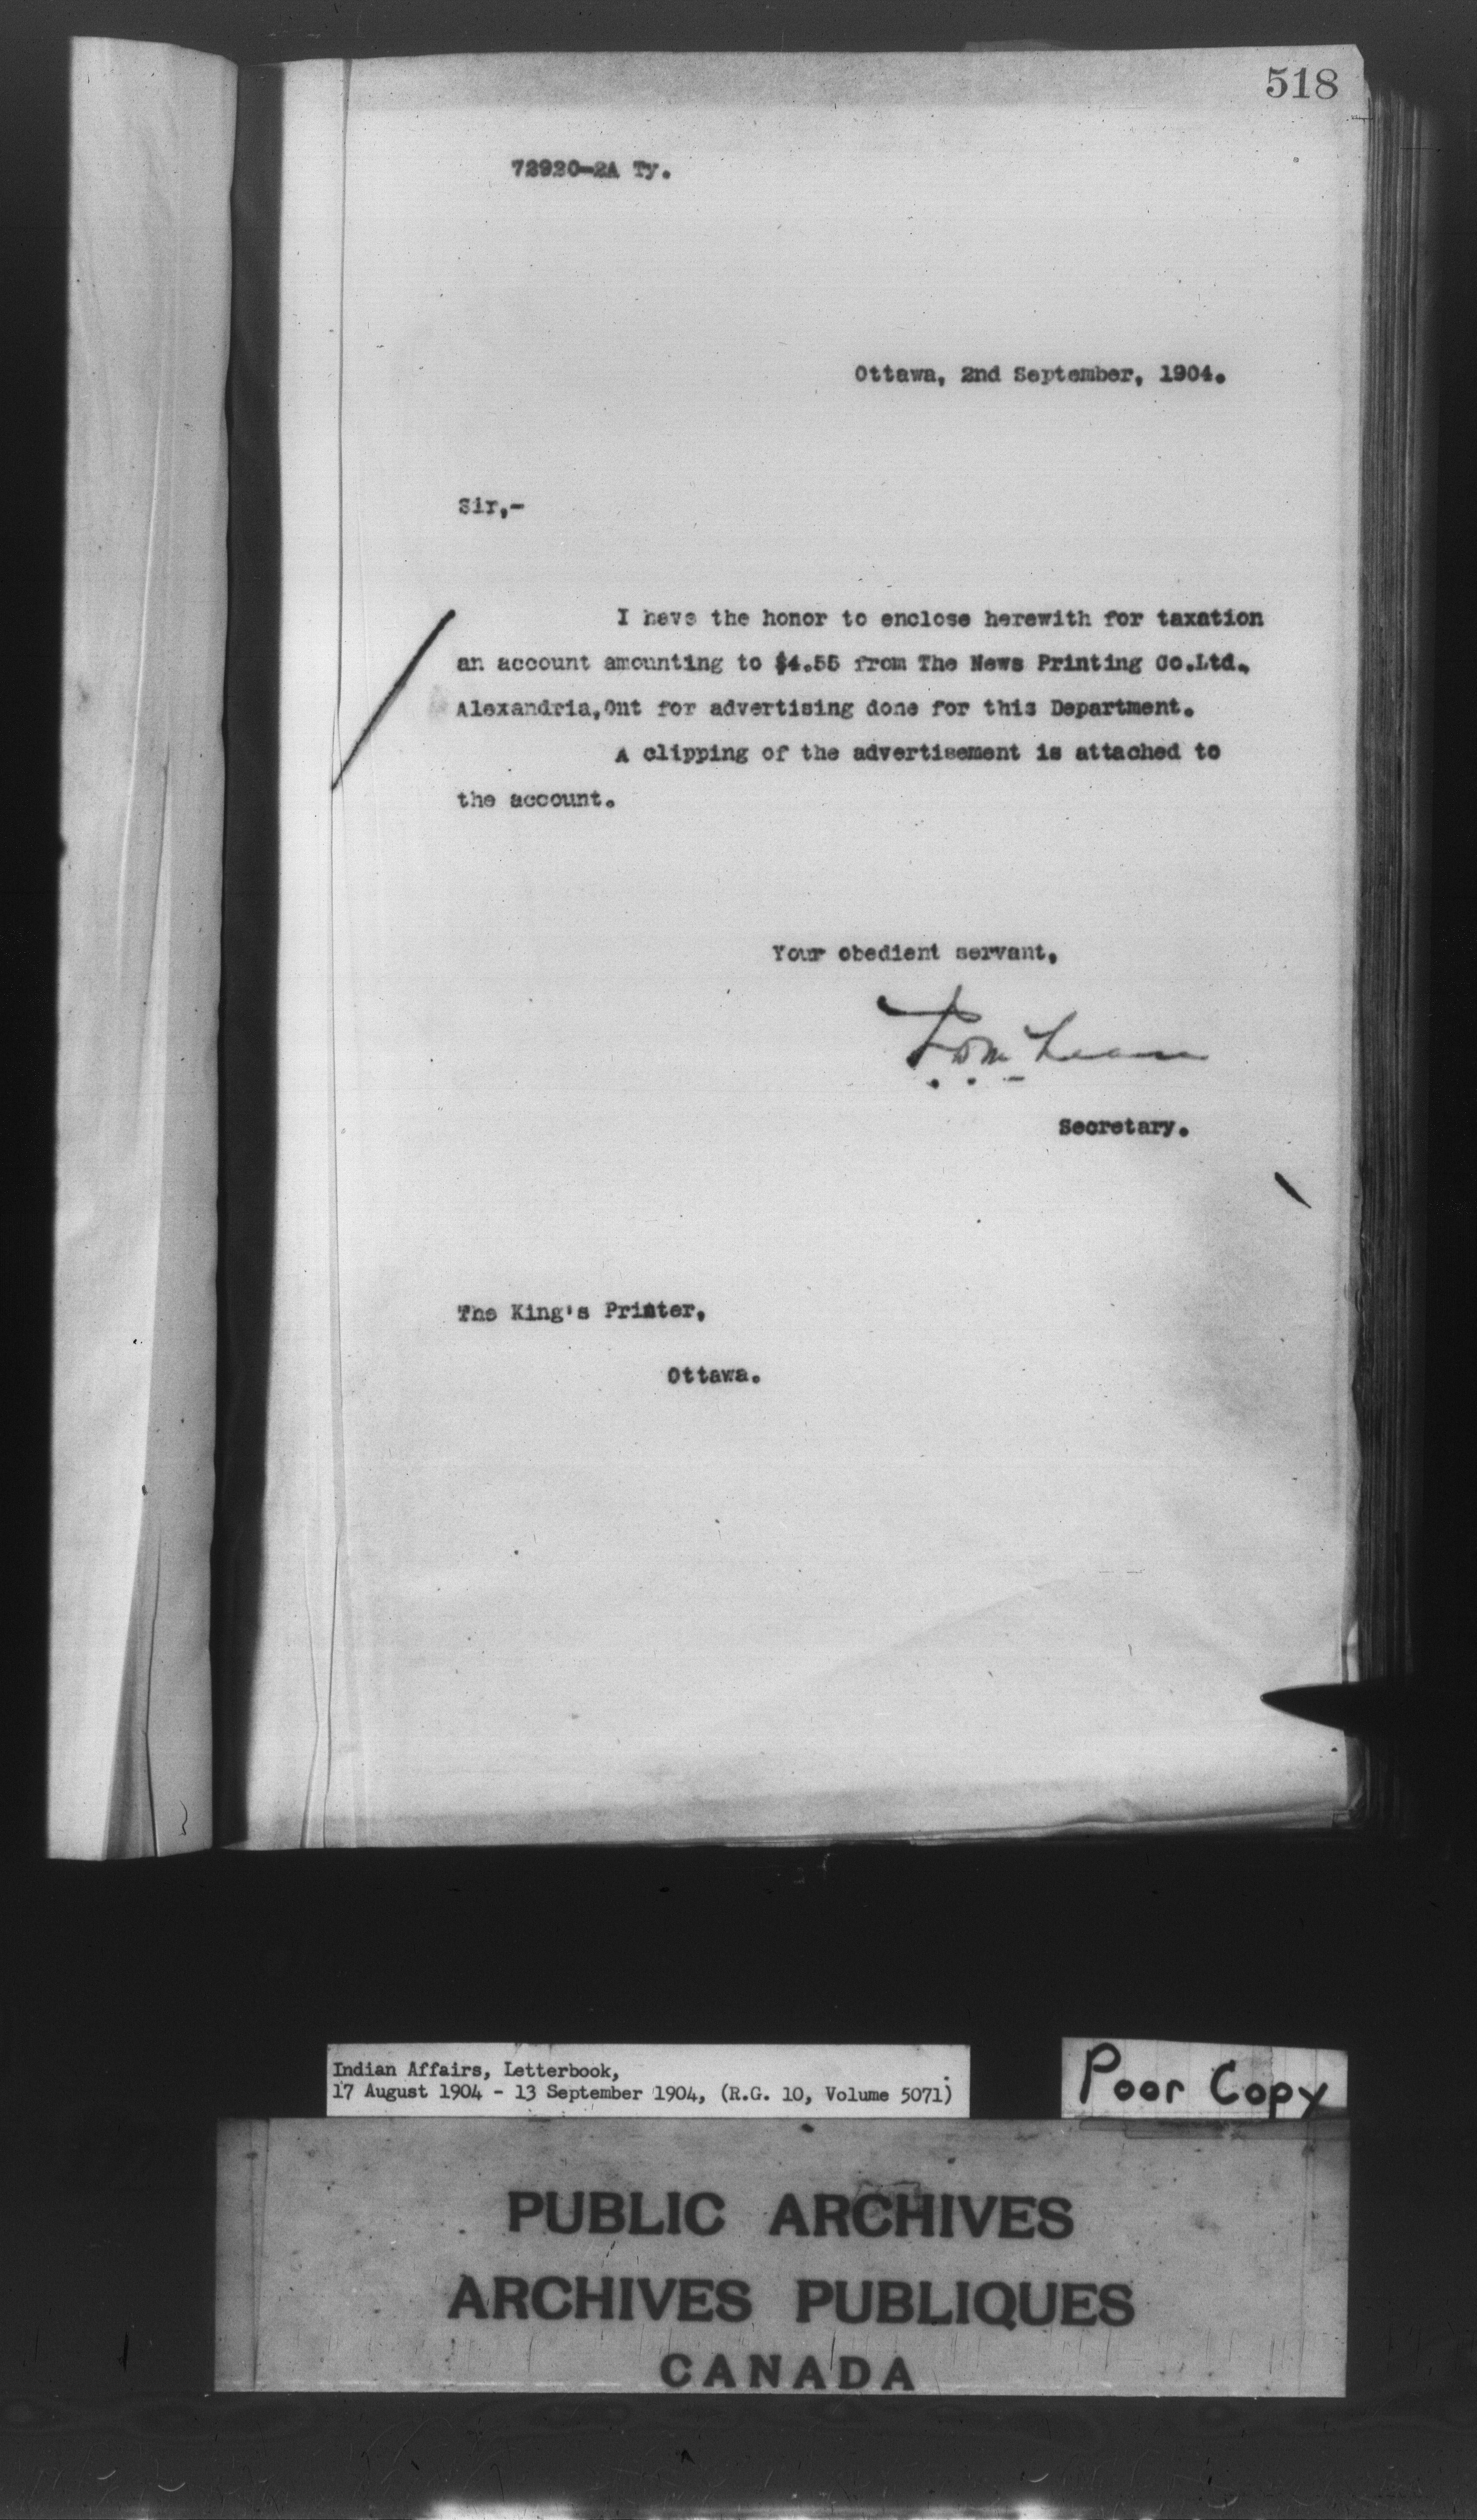 518
72920-2A Ty.
Ottawa, 2nd September, 1904.
Sir,-
I have the honor to enclose herewith for taxation
an account amounting to $4.55 from The News Printing Co.Ltd.,
Alexandria,Ont for advertising done for this Department.
A clipping of the advertisement is attached to
the account.
Your obedient servant,
Secretary.
The King's Printer,
Ottawa.
Indian Affairs, Letterbook,
17 August 1904 - 13 September 1904, (R.G. 10, Volume 5071)
Poor Copy
PUBLIC ARCHIVES
ARCHIVES PUBLIQUES
CANADA